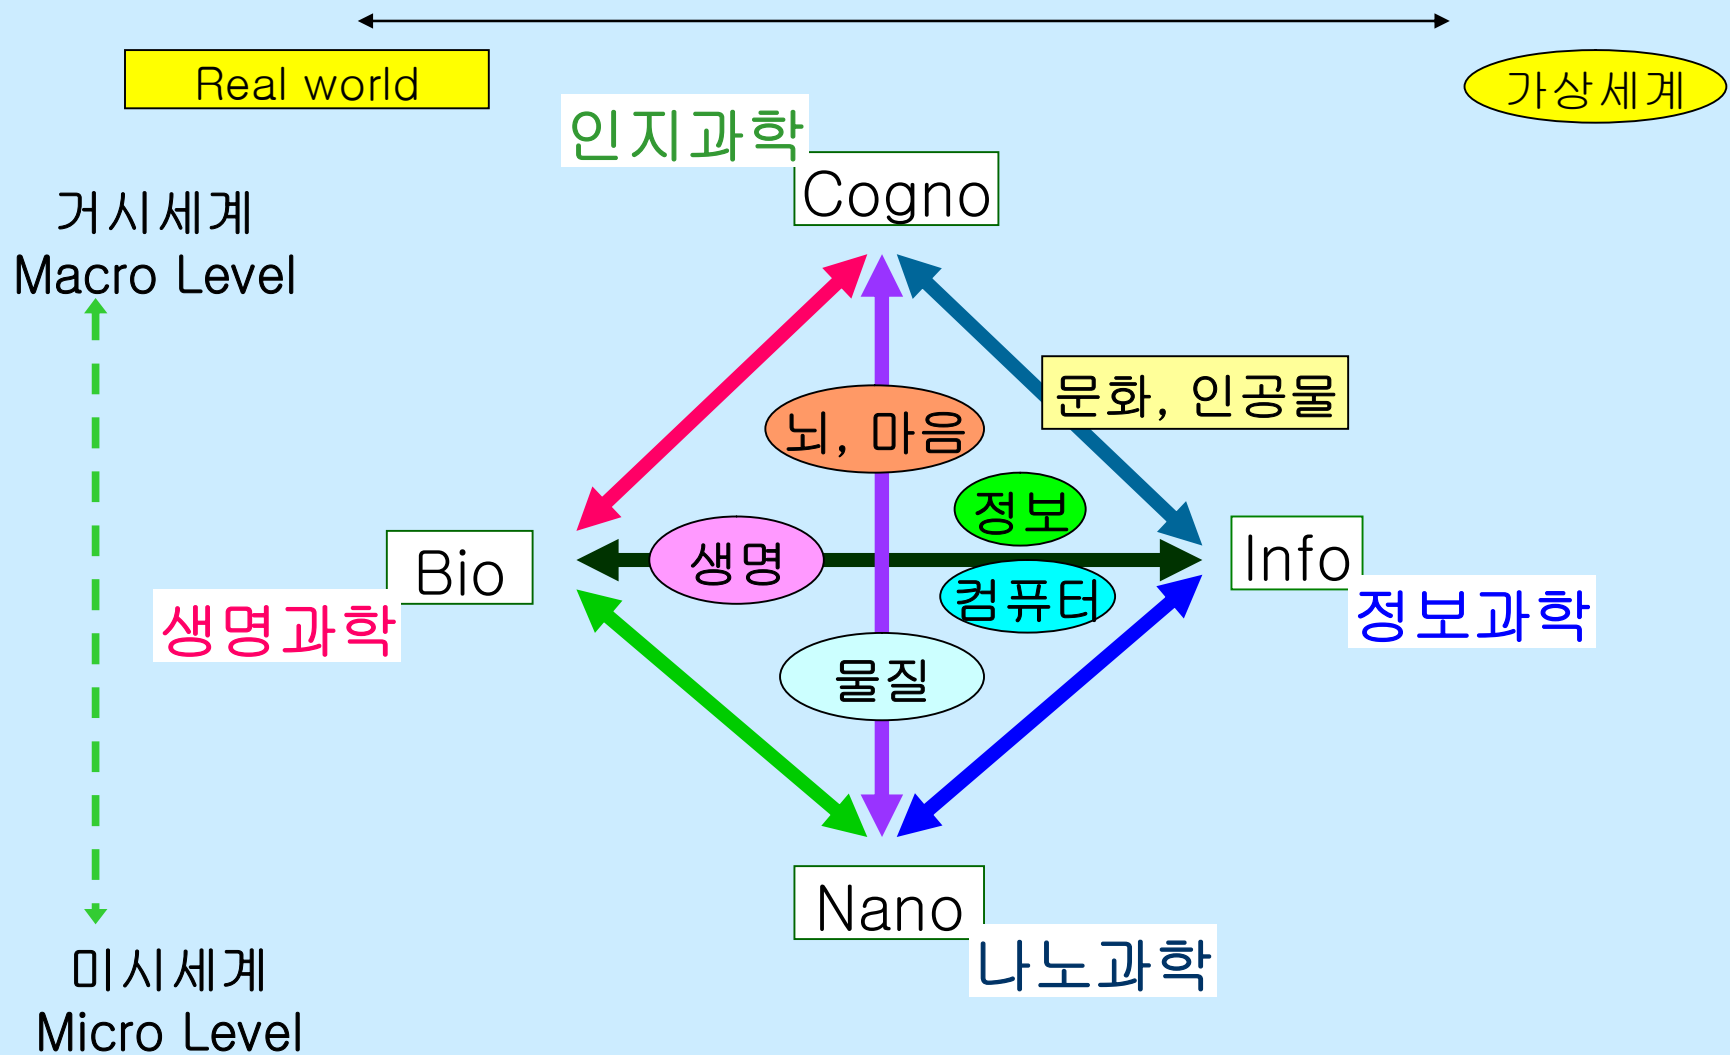 Real world
가상세계
인지과학
Cogno
거시세계
Macro Level
문화, 인공물
뇌, 마음
정보
생명
Bio
Info
컴퓨터
생명과학
정보과학
물질
Nano
나노과학
미시세계
Micro Level